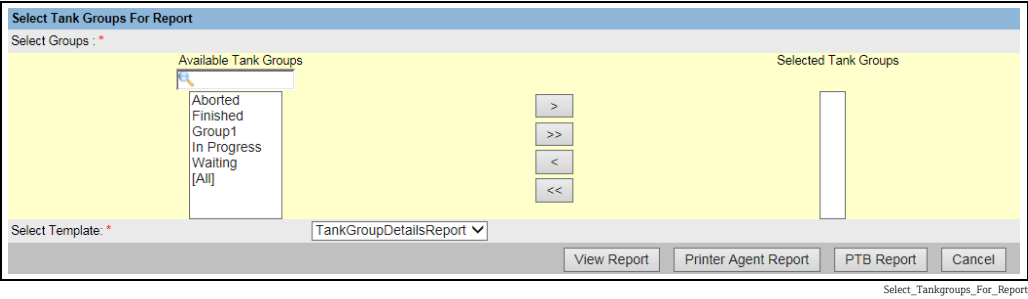 Select Tank Groups For Report
Select Groups : *
Available Tank Groups
Selected Tank Groups
Aborted
Finished
Group1
In Progress
Waiting
[All]
>
>>
<
<<
Select Template: *
TankGroupDetailsReport
View Report
Printer Agent Report
PTB Report
Cancel
Select_Tankgroups_For_Report